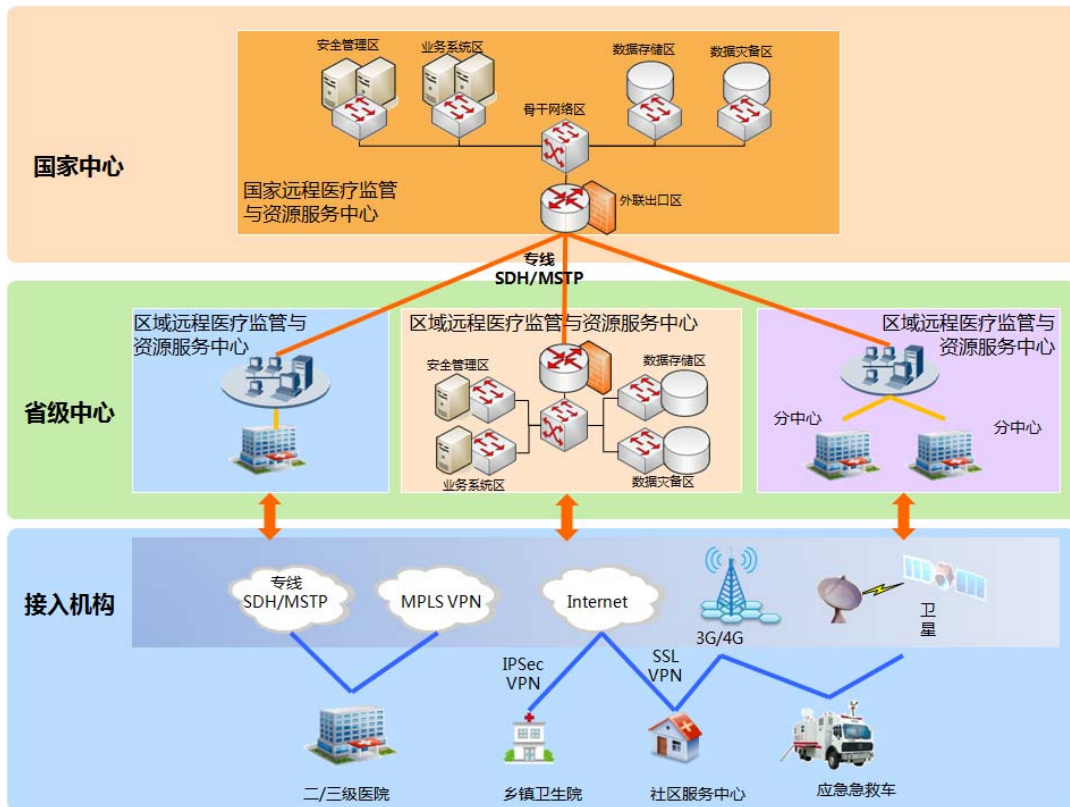 国家中心
安全管理区
业务系统区
数据存储区
数据灾备区
骨干网络区
国家远程医疗监管
与资源服务中心
外联出口区
专线
SDH/MSTP
省级中心
区域远程医疗监管与
资源服务中心
区域远程医疗监管与资源服务中心
安全管理区
数据存储区
业务系统区
数据灾备区
区域远程医疗监管与
资源服务中心
分中心
分中心
接入机构
专线
SDH/MSTP
MPLS VPN
Internet
3G/4G
卫
星
IPSec
VPN
SSL
VPN
二/三级医院
乡镇卫生院
社区服务中心
应急急救车